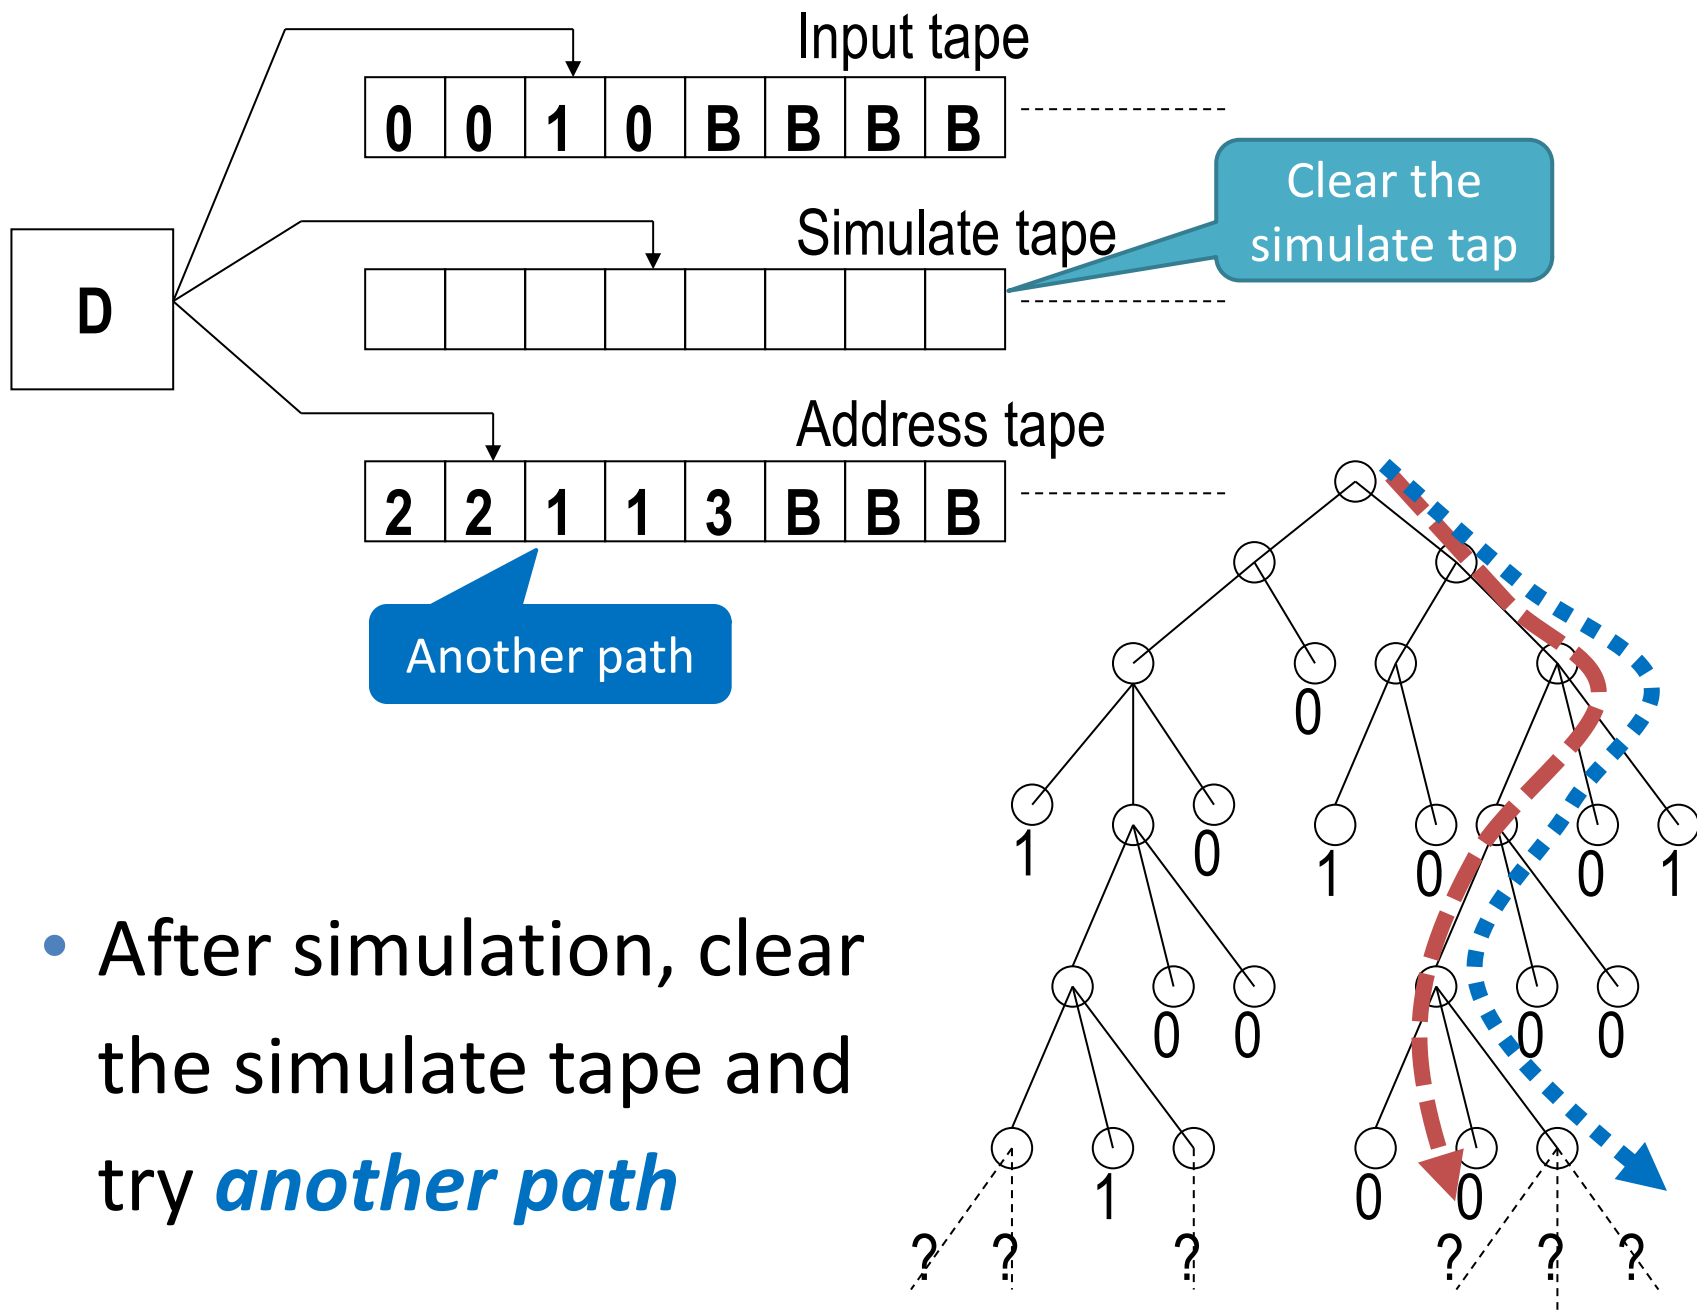 Input tape
0 0 1 0 B B B B
Clear the
simulate tap
Simulate tape
D
Address tape
2 2 1 1 3 B B B
Another path
0
1 0 1 0 0 1
• After simulation, clear
the simulate tape and
try another path
0 0 0 0
1 0 0
? ? ? ? ? ?